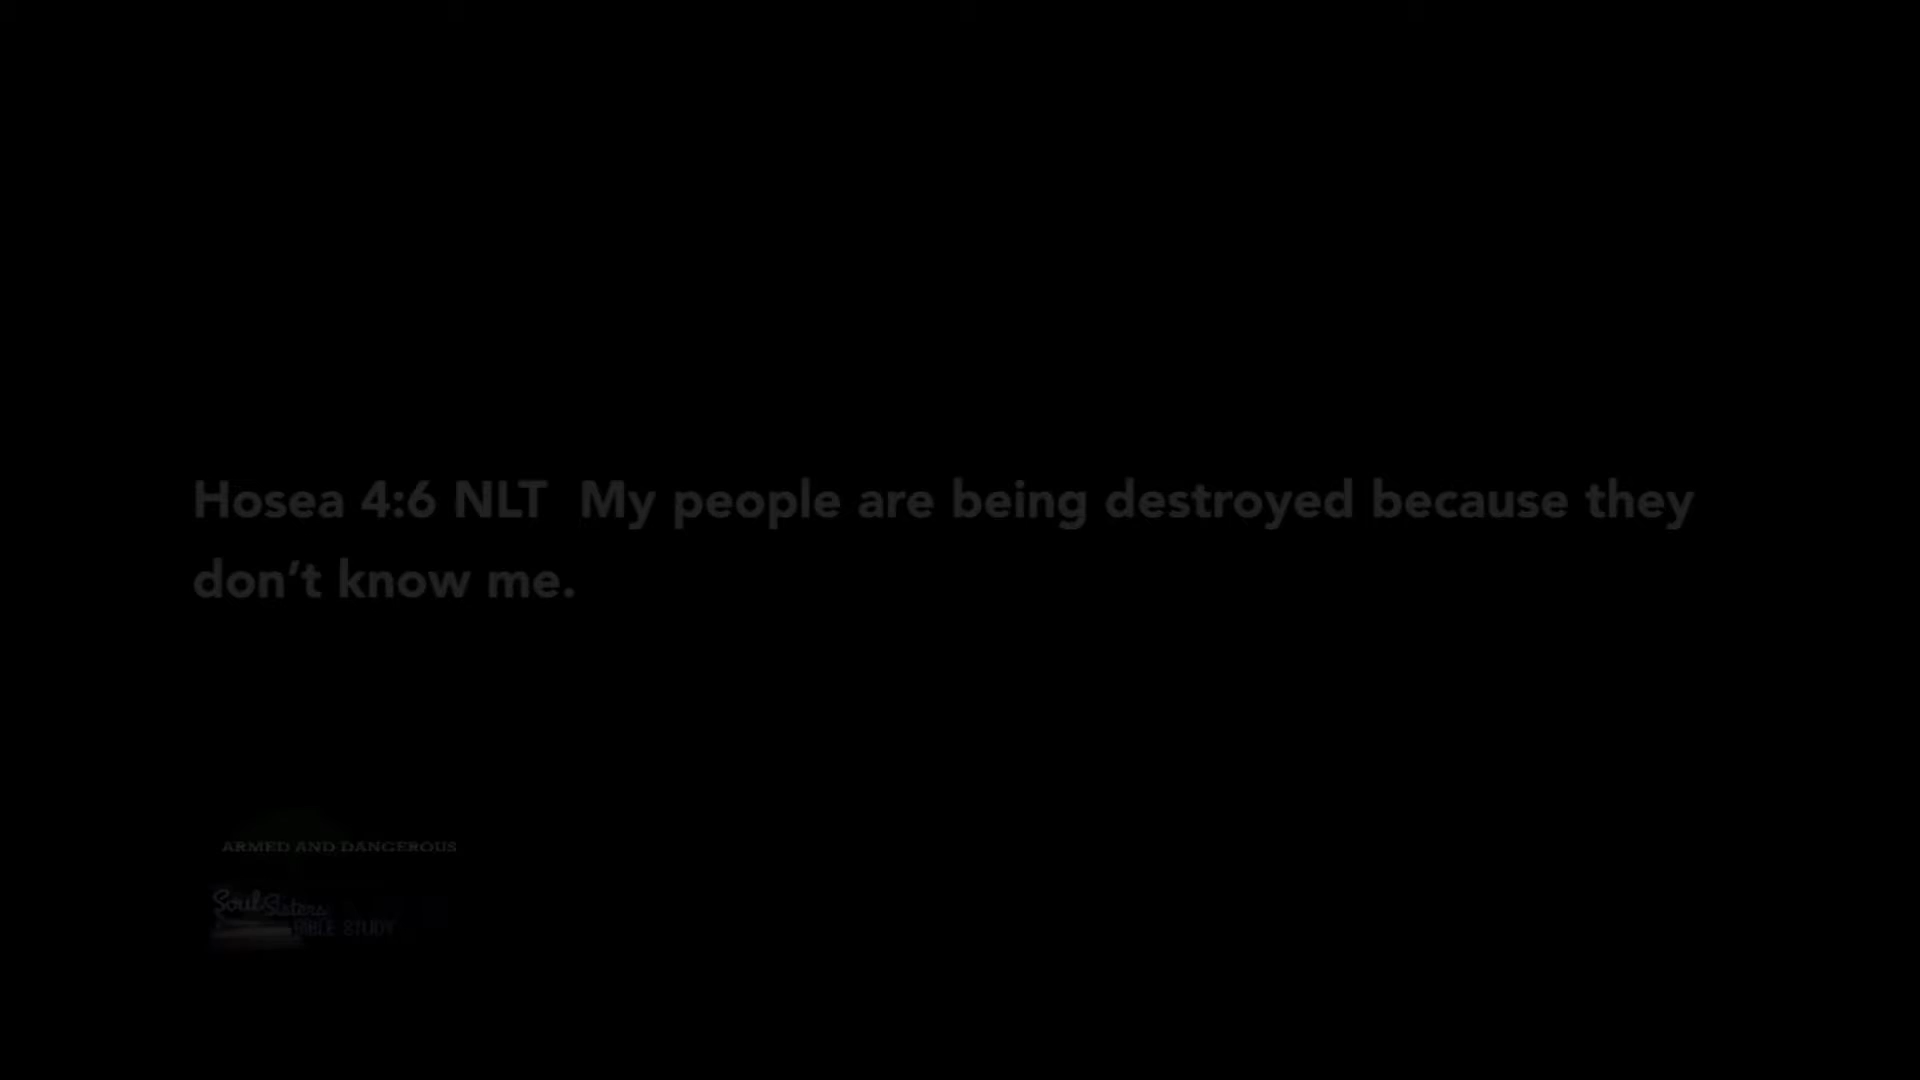 Hosea 4:6 NLT  My people are being destroyed because they
don’t know me.
ARMED AND DANGEROUS
Soul Sisters
BIBLE STUDY